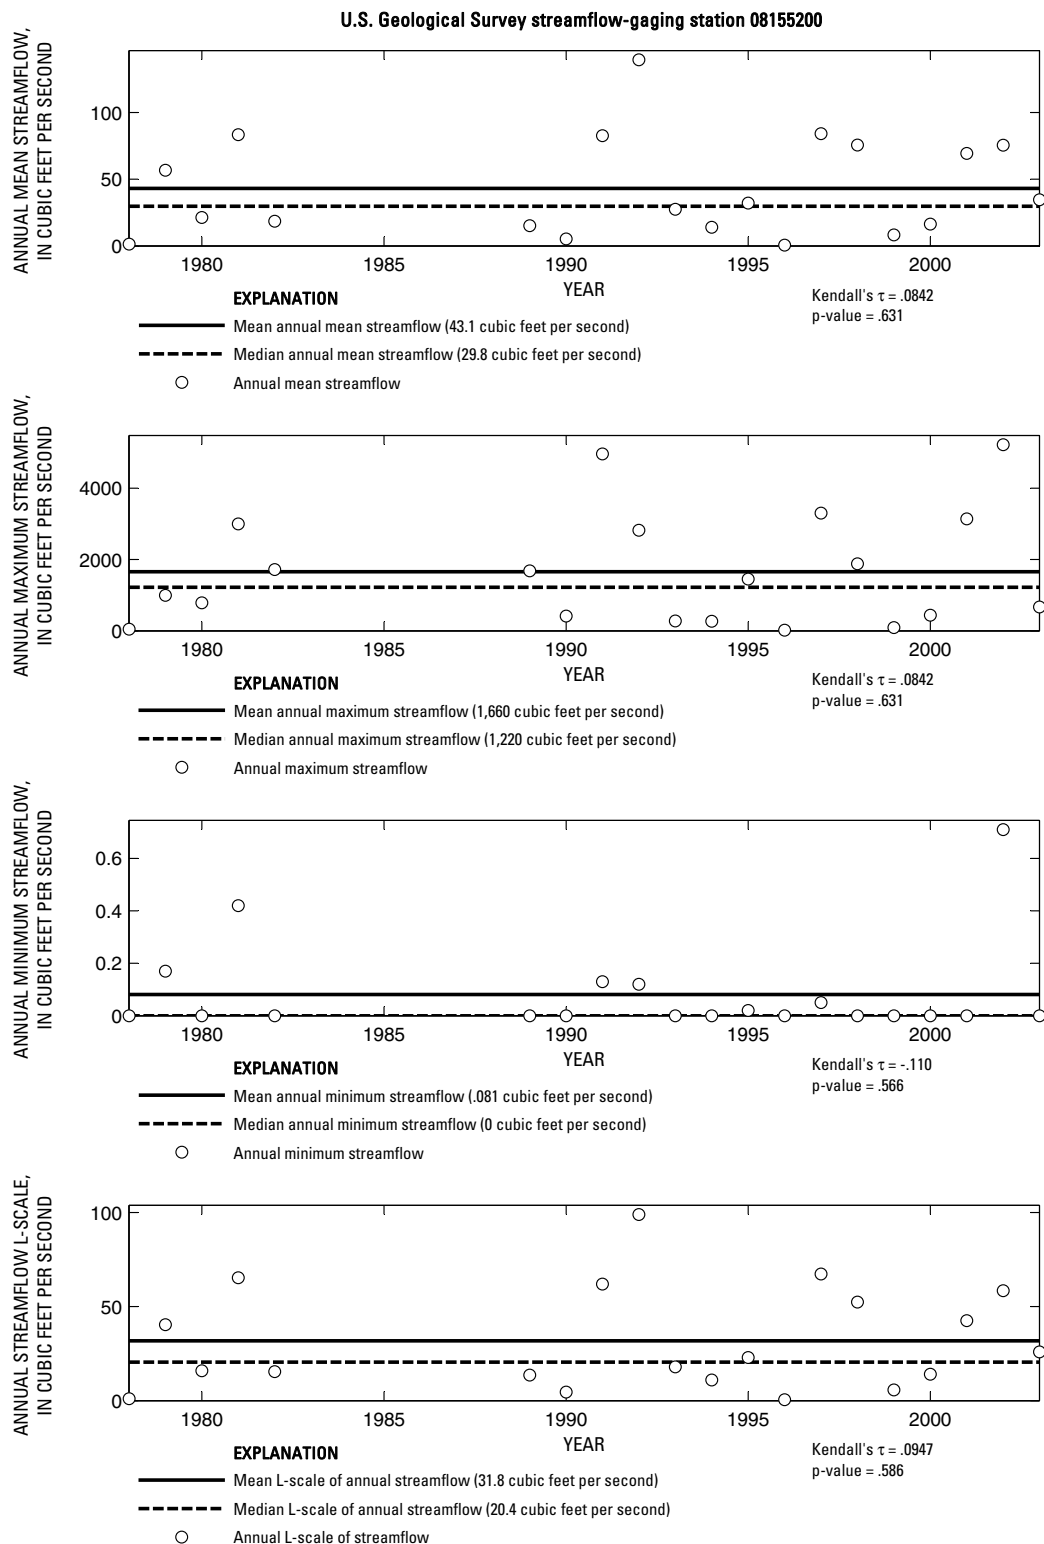 U.S. Geological Survey streamflow-gaging station 08155200
ANNUAL MEAN STREAMFLOW,
IN CUBIC FEET PER SECOND
100
50
0
1980 1985 1990 1995 2000
YEAR
EXPLANATION
Mean annual mean streamflow (43.1 cubic feet per second)
Median annual mean streamflow (29.8 cubic feet per second)
Annual mean streamflow
Kendall's τ = .0842
p-value = .631
ANNUAL MAXIMUM STREAMFLOW,
IN CUBIC FEET PER SECOND
4000
2000
0
1980 1985 1990 1995 2000
YEAR
EXPLANATION
Mean annual maximum streamflow (1,660 cubic feet per second)
Median annual maximum streamflow (1,220 cubic feet per second)
Annual maximum streamflow
Kendall's τ = .0842
p-value = .631
ANNUAL MINIMUM STREAMFLOW,
IN CUBIC FEET PER SECOND
0.6
0.4
0.2
0
1980 1985 1990 1995 2000
YEAR
EXPLANATION
Mean annual minimum streamflow (.081 cubic feet per second)
Median annual minimum streamflow (0 cubic feet per second)
Annual minimum streamflow
Kendall's τ = -.110
p-value = .566
ANNUAL STREAMFLOW L-SCALE,
IN CUBIC FEET PER SECOND
100
50
0
1980 1985 1990 1995 2000
YEAR
EXPLANATION
Mean L-scale of annual streamflow (31.8 cubic feet per second)
Median L-scale of annual streamflow (20.4 cubic feet per second)
Annual L-scale of streamflow
Kendall's τ = .0947
p-value = .586